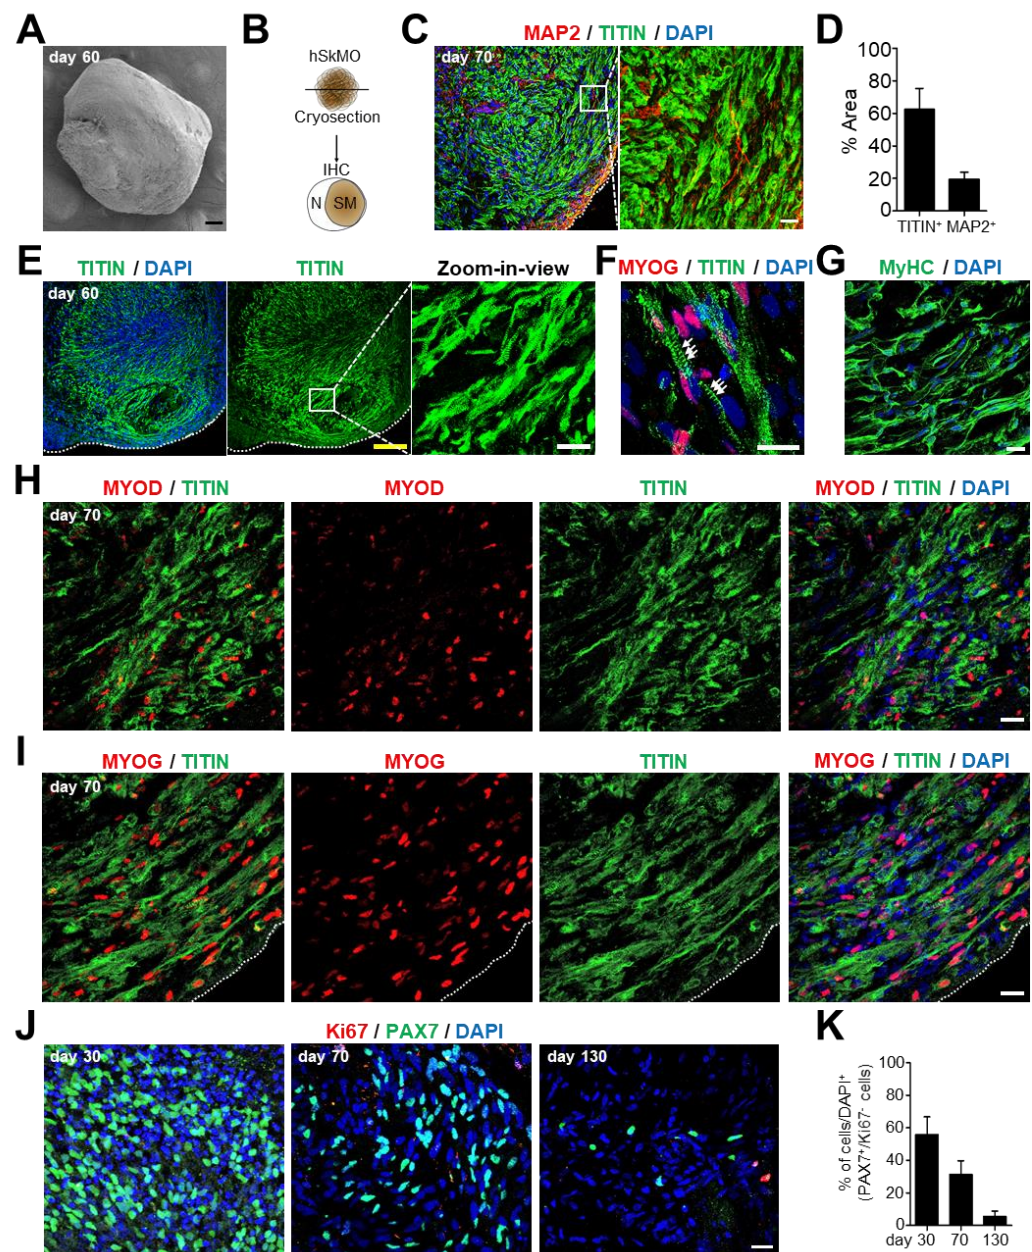 A
day 60
B
hSkMO
Cryosection
IHC
N
SM
C
MAP2 / TITIN / DAPI
day 70
D
% Area
100
80
60
40
20
0
TITIN⁺ MAP2⁺
E
TITIN / DAPI
TITIN
Zoom-in-view
day 60
F
MYOG / TITIN / DAPI
G
MyHC / DAPI
H
MYOD / TITIN
MYOD
TITIN
MYOD / TITIN / DAPI
day 70
I
MYOG / TITIN
MYOG
TITIN
MYOG / TITIN / DAPI
day 70
J
Ki67 / PAX7 / DAPI
day 30
day 70
day 130
K
% of cells/DAPI⁺
(PAX7⁺/Ki67⁻ cells)
100
80
60
40
20
0
day 30 70 130